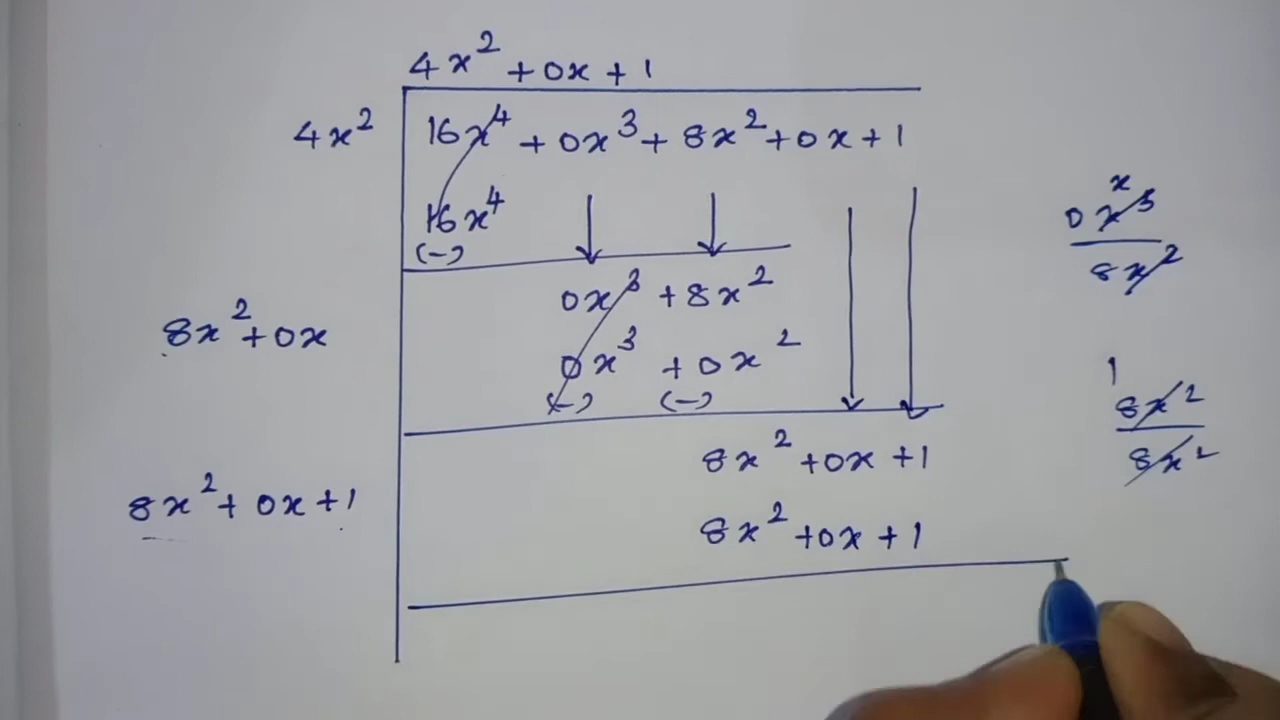 4x² + 0x + 1
4x² 16x⁴ + 0x³ + 8x² + 0x + 1
16x⁴
(-)
8x² + 0x 0x³ + 8x²
0x³ + 0x²
(-) (-)
8x² + 0x + 1
8x² + 0x + 1 8x² + 0x + 1
x
0x³
8x²
1
8x²
8x²